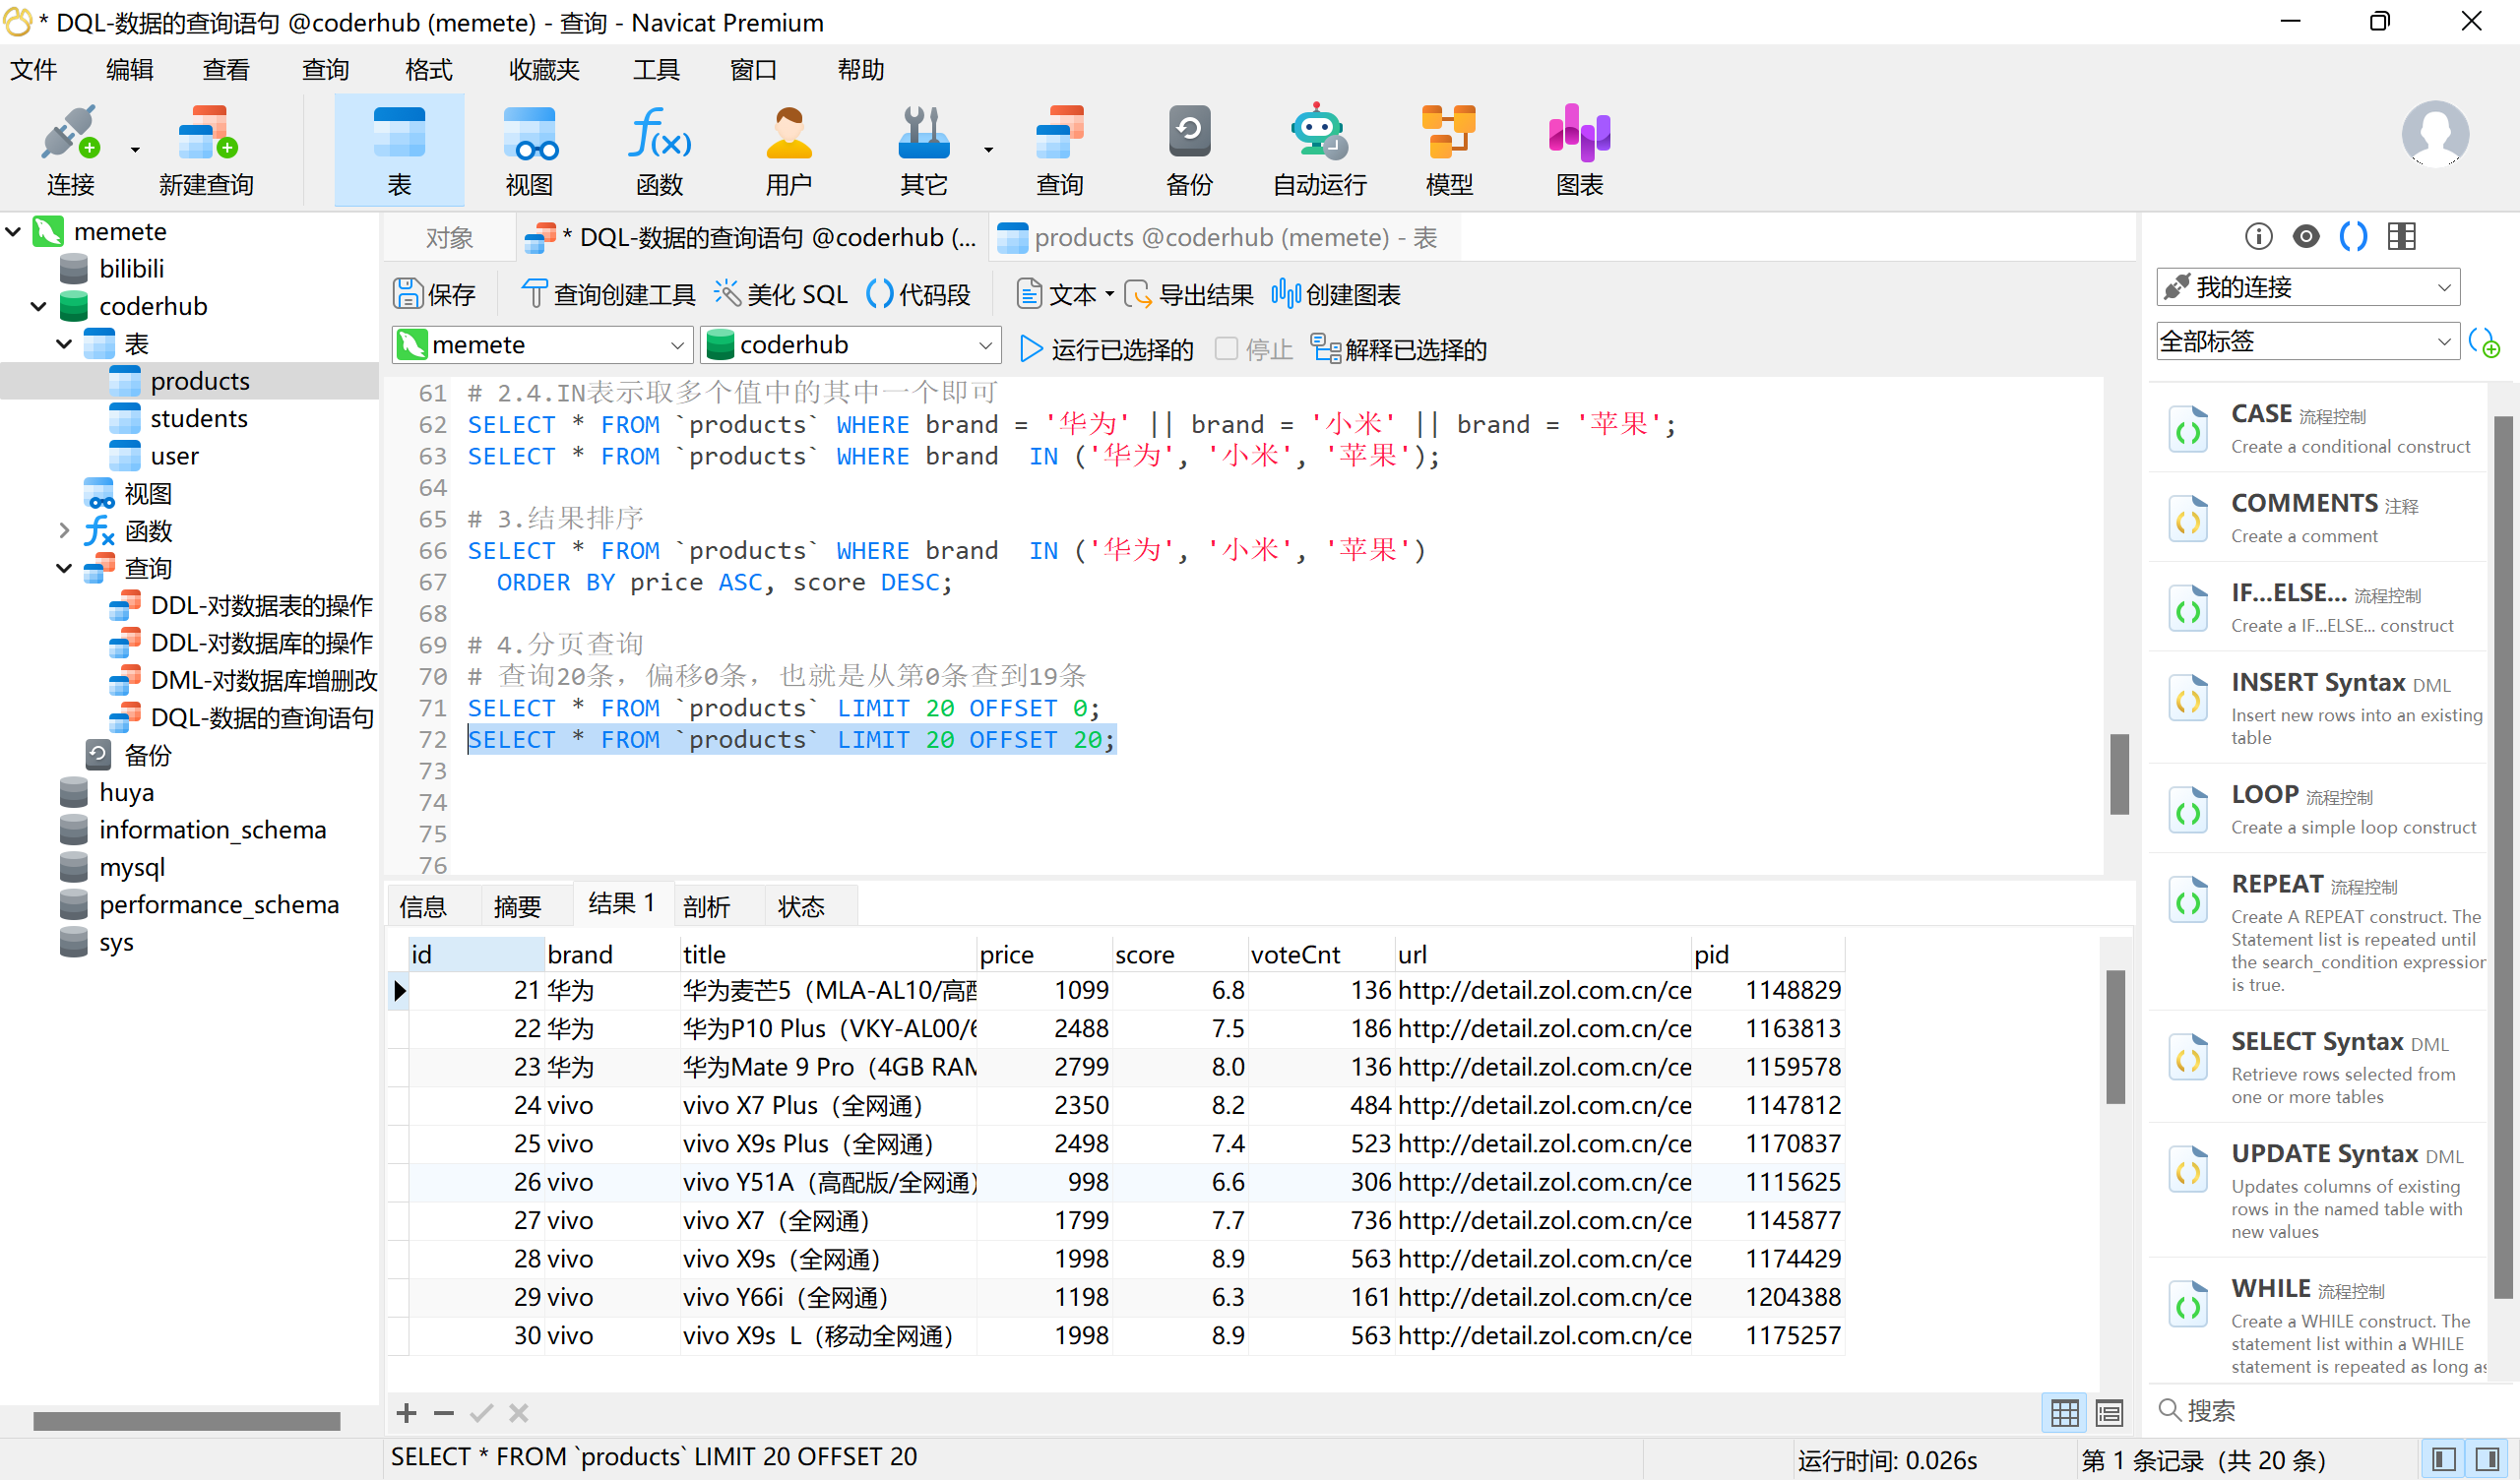 * DQL-数据的查询语句 @coderhub (memete) - 查询 - Navicat Premium
文件 编辑 查看 查询 格式 收藏夹 工具 窗口 帮助
连接 新建查询 表 视图 函数 用户 其它 查询 备份 自动运行 模型 图表
memete
bilibili
coderhub
表
products
students
user
视图
函数
查询
DDL-对数据表的操作
DDL-对数据库的操作
DML-对数据库增删改
DQL-数据的查询语句
备份
huya
information_schema
mysql
performance_schema
sys
对象 * DQL-数据的查询语句 @coderhub (... products @coderhub (memete) - 表
保存 查询创建工具 美化 SQL 代码段 文本 导出结果 创建图表
memete coderhub 运行已选择的 停止 解释已选择的
61 # 2.4.IN表示取多个值中的其中一个即可
62 SELECT * FROM `products` WHERE brand = '华为' || brand = '小米' || brand = '苹果';
63 SELECT * FROM `products` WHERE brand  IN ('华为', '小米', '苹果');
64
65 # 3.结果排序
66 SELECT * FROM `products` WHERE brand  IN ('华为', '小米', '苹果')
67   ORDER BY price ASC, score DESC;
68
69 # 4.分页查询
70 # 查询20条，偏移0条，也就是从第0条查到19条
71 SELECT * FROM `products` LIMIT 20 OFFSET 0;
72 SELECT * FROM `products` LIMIT 20 OFFSET 20;
73
74
75
76
信息 摘要 结果 1 剖析 状态
id brand title price score voteCnt url pid
21 华为 华为麦芒5（MLA-AL10/高配 1099 6.8 136 http://detail.zol.com.cn/ce 1148829
22 华为 华为P10 Plus（VKY-AL00/6 2488 7.5 186 http://detail.zol.com.cn/ce 1163813
23 华为 华为Mate 9 Pro（4GB RAM 2799 8.0 136 http://detail.zol.com.cn/ce 1159578
24 vivo vivo X7 Plus（全网通） 2350 8.2 484 http://detail.zol.com.cn/ce 1147812
25 vivo vivo X9s Plus（全网通） 2498 7.4 523 http://detail.zol.com.cn/ce 1170837
26 vivo vivo Y51A（高配版/全网通） 998 6.6 306 http://detail.zol.com.cn/ce 1115625
27 vivo vivo X7（全网通） 1799 7.7 736 http://detail.zol.com.cn/ce 1145877
28 vivo vivo X9s（全网通） 1998 8.9 563 http://detail.zol.com.cn/ce 1174429
29 vivo vivo Y66i（全网通） 1198 6.3 161 http://detail.zol.com.cn/ce 1204388
30 vivo vivo X9s L（移动全网通） 1998 8.9 563 http://detail.zol.com.cn/ce 1175257
我的连接
全部标签
CASE 流程控制
Create a conditional construct
COMMENTS 注释
Create a comment
IF...ELSE... 流程控制
Create a IF...ELSE... construct
INSERT Syntax DML
Insert new rows into an existing
table
LOOP 流程控制
Create a simple loop construct
REPEAT 流程控制
Create A REPEAT construct. The
Statement list is repeated until
the search_condition expression
is true.
SELECT Syntax DML
Retrieve rows selected from
one or more tables
UPDATE Syntax DML
Updates columns of existing
rows in the named table with
new values
WHILE 流程控制
Create a WHILE construct. The
statement list within a WHILE
statement is repeated as long as
搜索
SELECT * FROM `products` LIMIT 20 OFFSET 20 运行时间: 0.026s 第 1 条记录（共 20 条）